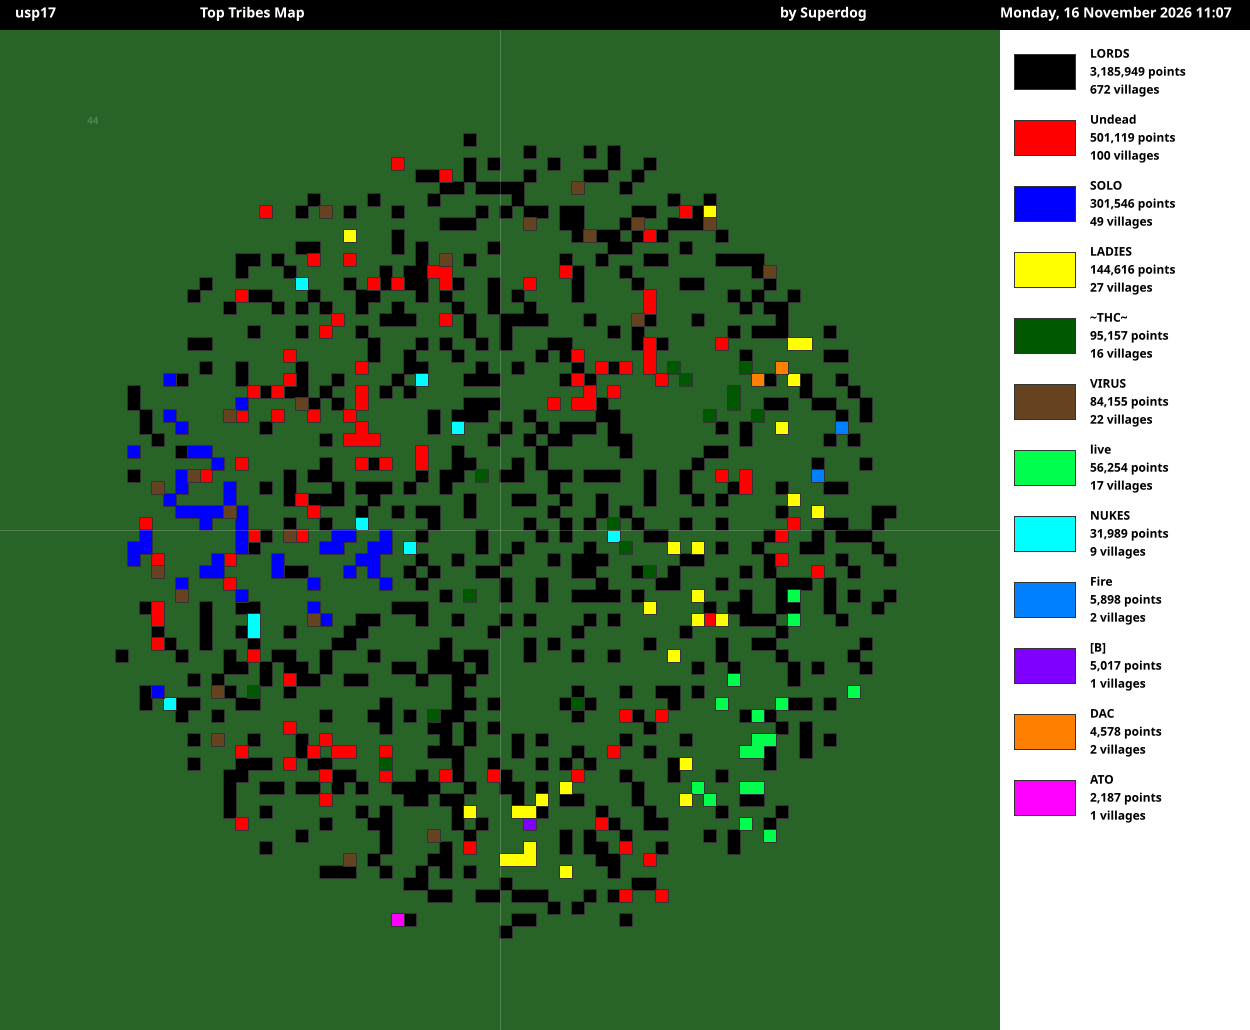 usp17 Top Tribes Map by Superdog Monday, 16 November 2026 11:07
44
LORDS
3,185,949 points
672 villages
Undead
501,119 points
100 villages
SOLO
301,546 points
49 villages
LADIES
144,616 points
27 villages
~THC~
95,157 points
16 villages
VIRUS
84,155 points
22 villages
live
56,254 points
17 villages
NUKES
31,989 points
9 villages
Fire
5,898 points
2 villages
[B]
5,017 points
1 villages
DAC
4,578 points
2 villages
ATO
2,187 points
1 villages